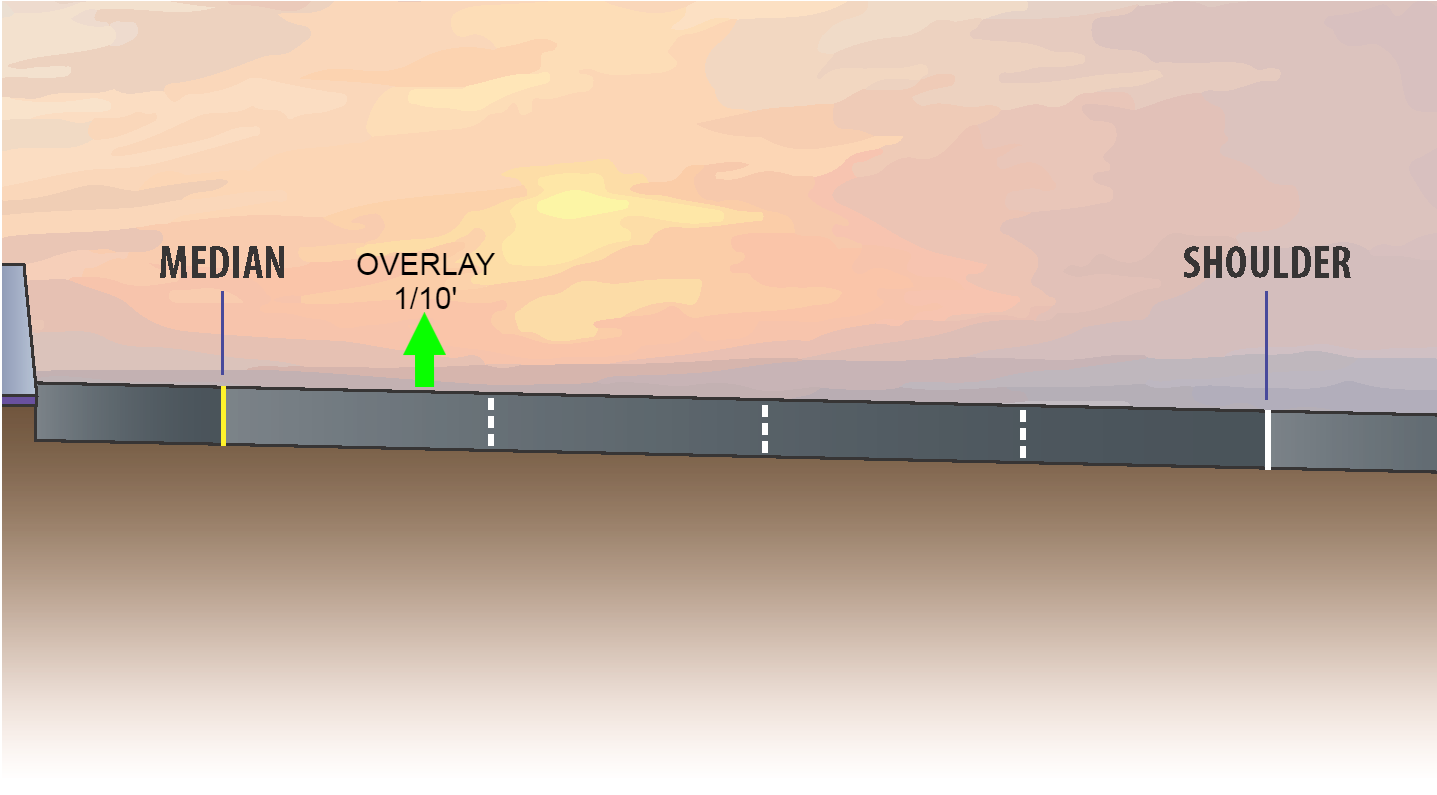 MEDIAN
OVERLAY
1/10'
SHOULDER